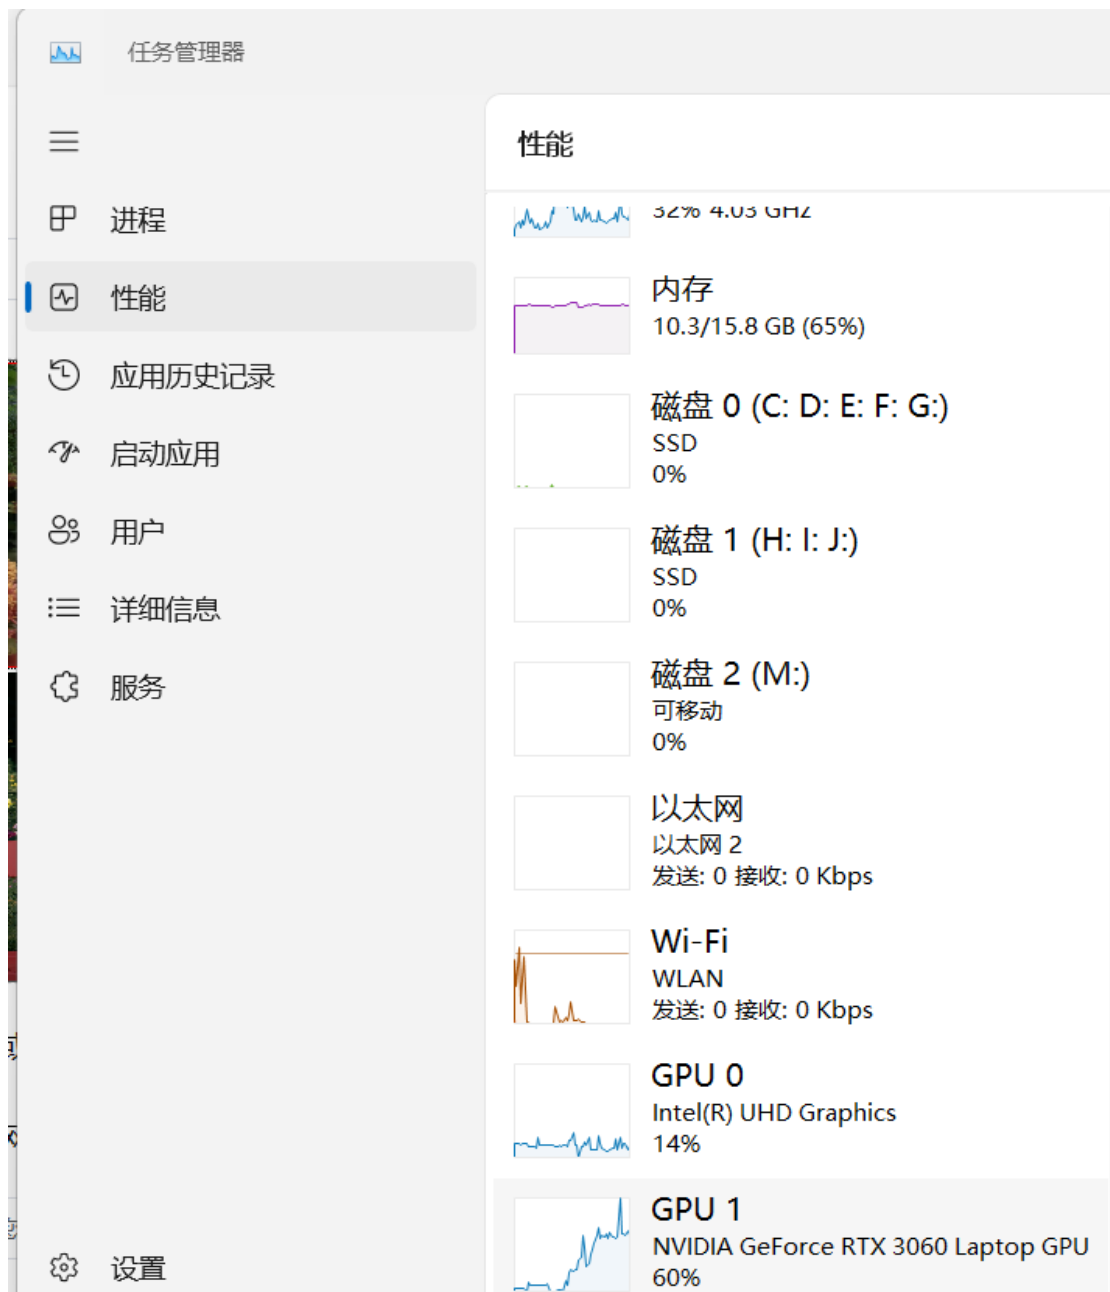 任务管理器
性能
进程
性能
应用历史记录
启动应用
用户
详细信息
服务
设置
32% 4.03 GHz
内存
10.3/15.8 GB (65%)
磁盘 0 (C: D: E: F: G:)
SSD
0%
磁盘 1 (H: I: J:)
SSD
0%
磁盘 2 (M:)
可移动
0%
以太网
以太网 2
发送: 0 接收: 0 Kbps
Wi-Fi
WLAN
发送: 0 接收: 0 Kbps
GPU 0
Intel(R) UHD Graphics
14%
GPU 1
NVIDIA GeForce RTX 3060 Laptop GPU
60%